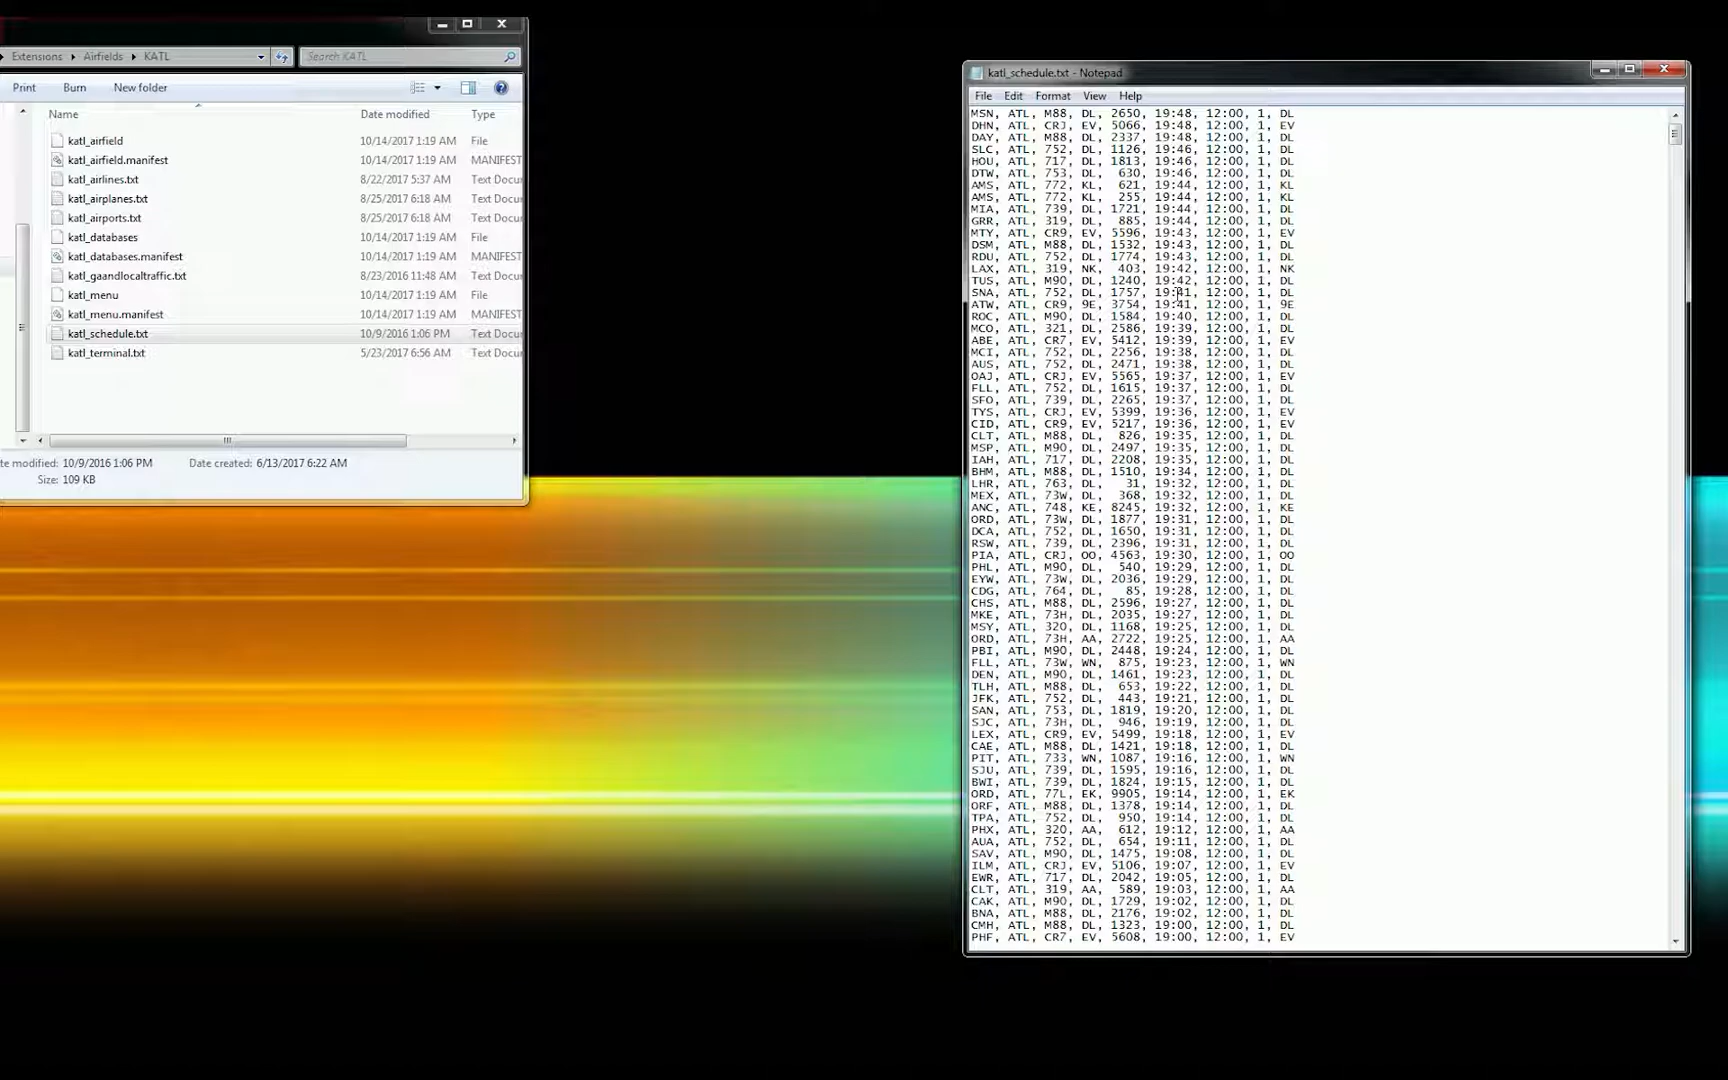 Extensions ▸ Airfields ▸ KATL
Search KATL
Print Burn New folder
Name Date modified Type
katl_airfield 10/14/2017 1:19 AM File
katl_airfield.manifest 10/14/2017 1:19 AM MANIFEST
katl_airlines.txt 8/22/2017 5:37 AM Text Docu
katl_airplanes.txt 8/25/2017 6:18 AM Text Docu
katl_airports.txt 8/25/2017 6:18 AM Text Docu
katl_databases 10/14/2017 1:19 AM File
katl_databases.manifest 10/14/2017 1:19 AM MANIFEST
katl_gaandlocaltraffic.txt 8/23/2016 11:48 AM Text Docu
katl_menu 10/14/2017 1:19 AM File
katl_menu.manifest 10/14/2017 1:19 AM MANIFEST
katl_schedule.txt 10/9/2016 1:06 PM Text Docu
katl_terminal.txt 5/23/2017 6:56 AM Text Docu
te modified: 10/9/2016 1:06 PM Date created: 6/13/2017 6:22 AM
Size: 109 KB
katl_schedule.txt - Notepad
File Edit Format View Help
MSN, ATL, M88, DL, 2650, 19:48, 12:00, 1, DL
DHN, ATL, CRJ, EV, 5066, 19:48, 12:00, 1, EV
DAY, ATL, M88, DL, 2337, 19:48, 12:00, 1, DL
SLC, ATL, 752, DL, 1126, 19:46, 12:00, 1, DL
HOU, ATL, 717, DL, 1813, 19:46, 12:00, 1, DL
DTW, ATL, 753, DL, 630, 19:46, 12:00, 1, DL
AMS, ATL, 772, KL, 621, 19:44, 12:00, 1, KL
AMS, ATL, 772, KL, 255, 19:44, 12:00, 1, KL
MIA, ATL, 739, DL, 1721, 19:44, 12:00, 1, DL
GRR, ATL, 319, DL, 885, 19:44, 12:00, 1, DL
MTY, ATL, CR9, EV, 5596, 19:43, 12:00, 1, EV
DSM, ATL, M88, DL, 1532, 19:43, 12:00, 1, DL
RDU, ATL, 752, DL, 1774, 19:43, 12:00, 1, DL
LAX, ATL, 319, NK, 403, 19:42, 12:00, 1, NK
TUS, ATL, M90, DL, 1240, 19:42, 12:00, 1, DL
SNA, ATL, 752, DL, 1757, 19:41, 12:00, 1, DL
ATW, ATL, CR9, 9E, 3754, 19:41, 12:00, 1, 9E
ROC, ATL, M90, DL, 1584, 19:40, 12:00, 1, DL
MCO, ATL, 321, DL, 2586, 19:39, 12:00, 1, DL
ABE, ATL, CR7, EV, 5412, 19:39, 12:00, 1, EV
MCI, ATL, 752, DL, 2256, 19:38, 12:00, 1, DL
AUS, ATL, 752, DL, 2471, 19:38, 12:00, 1, DL
OAJ, ATL, CRJ, EV, 5565, 19:37, 12:00, 1, EV
FLL, ATL, 752, DL, 1615, 19:37, 12:00, 1, DL
SFO, ATL, 739, DL, 2265, 19:37, 12:00, 1, DL
TYS, ATL, CRJ, EV, 5399, 19:36, 12:00, 1, EV
CID, ATL, CR9, EV, 5217, 19:36, 12:00, 1, EV
CLT, ATL, M88, DL, 826, 19:35, 12:00, 1, DL
MSP, ATL, M90, DL, 2497, 19:35, 12:00, 1, DL
IAH, ATL, 717, DL, 2208, 19:35, 12:00, 1, DL
BHM, ATL, M88, DL, 1510, 19:34, 12:00, 1, DL
LHR, ATL, 763, DL, 31, 19:32, 12:00, 1, DL
MEX, ATL, 73W, DL, 368, 19:32, 12:00, 1, DL
ANC, ATL, 748, KE, 8245, 19:32, 12:00, 1, KE
ORD, ATL, 73W, DL, 1877, 19:31, 12:00, 1, DL
DCA, ATL, 752, DL, 1650, 19:31, 12:00, 1, DL
RSW, ATL, 739, DL, 2396, 19:31, 12:00, 1, DL
PIA, ATL, CRJ, OO, 4563, 19:30, 12:00, 1, OO
PHL, ATL, M90, DL, 540, 19:29, 12:00, 1, DL
EYW, ATL, 73W, DL, 2036, 19:29, 12:00, 1, DL
CDG, ATL, 764, DL, 85, 19:28, 12:00, 1, DL
CHS, ATL, M88, DL, 2596, 19:27, 12:00, 1, DL
MKE, ATL, 73H, DL, 2035, 19:27, 12:00, 1, DL
MSY, ATL, 320, DL, 1168, 19:25, 12:00, 1, DL
ORD, ATL, 73H, AA, 2722, 19:25, 12:00, 1, AA
PBI, ATL, M90, DL, 2448, 19:24, 12:00, 1, DL
FLL, ATL, 73W, WN, 875, 19:23, 12:00, 1, WN
DEN, ATL, M90, DL, 1461, 19:23, 12:00, 1, DL
TLH, ATL, M88, DL, 653, 19:22, 12:00, 1, DL
JFK, ATL, 752, DL, 443, 19:21, 12:00, 1, DL
SAN, ATL, 753, DL, 1819, 19:20, 12:00, 1, DL
SJC, ATL, 73H, DL, 946, 19:19, 12:00, 1, DL
LEX, ATL, CR9, EV, 5499, 19:18, 12:00, 1, EV
CAE, ATL, M88, DL, 1421, 19:18, 12:00, 1, DL
PIT, ATL, 733, WN, 1087, 19:16, 12:00, 1, WN
SJU, ATL, 739, DL, 1595, 19:16, 12:00, 1, DL
BWI, ATL, 739, DL, 1824, 19:15, 12:00, 1, DL
ORD, ATL, 77L, EK, 9905, 19:14, 12:00, 1, EK
ORF, ATL, M88, DL, 1378, 19:14, 12:00, 1, DL
TPA, ATL, 752, DL, 950, 19:14, 12:00, 1, DL
PHX, ATL, 320, AA, 612, 19:12, 12:00, 1, AA
AUA, ATL, 752, DL, 654, 19:11, 12:00, 1, DL
SAV, ATL, M90, DL, 1475, 19:08, 12:00, 1, DL
ILM, ATL, CRJ, EV, 5106, 19:07, 12:00, 1, EV
EWR, ATL, 717, DL, 2042, 19:05, 12:00, 1, DL
CLT, ATL, 319, AA, 589, 19:03, 12:00, 1, AA
CAK, ATL, M90, DL, 1729, 19:02, 12:00, 1, DL
BNA, ATL, M88, DL, 2176, 19:02, 12:00, 1, DL
CMH, ATL, M88, DL, 1323, 19:00, 12:00, 1, DL
PHF, ATL, CR7, EV, 5608, 19:00, 12:00, 1, EV